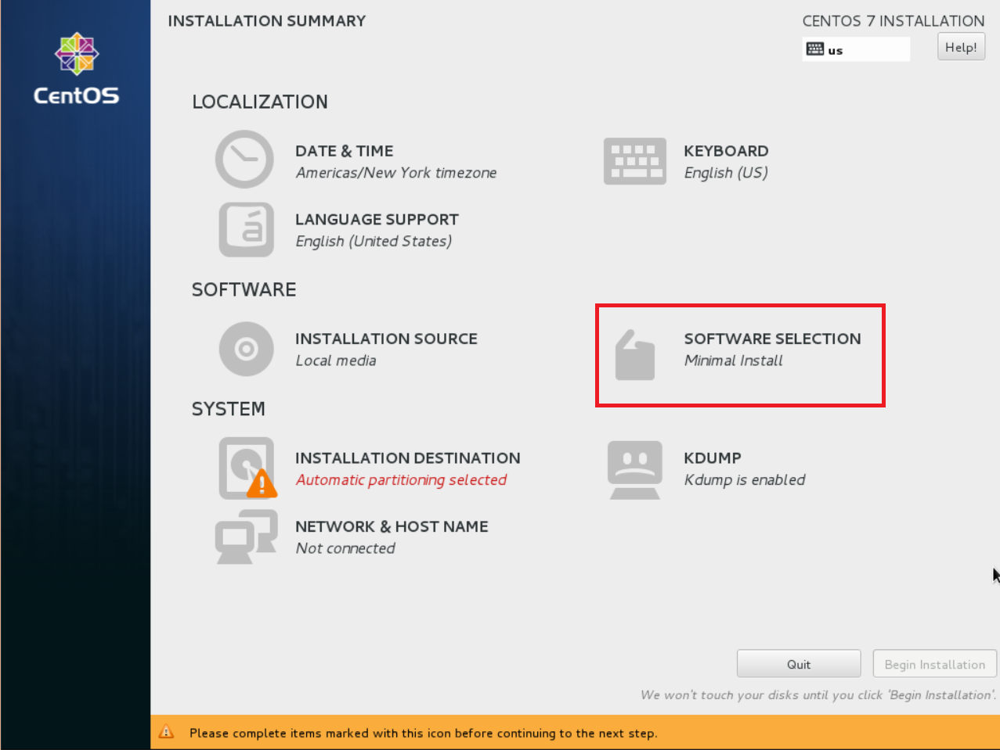 INSTALLATION SUMMARY
CENTOS 7 INSTALLATION
us
Help!
CentOS
LOCALIZATION
DATE & TIME
Americas/New York timezone
KEYBOARD
English (US)
á
LANGUAGE SUPPORT
English (United States)
SOFTWARE
INSTALLATION SOURCE
Local media
SOFTWARE SELECTION
Minimal Install
SYSTEM
INSTALLATION DESTINATION
Automatic partitioning selected
KDUMP
Kdump is enabled
NETWORK & HOST NAME
Not connected
Quit
Begin Installation
We won't touch your disks until you click 'Begin Installation'.
Please complete items marked with this icon before continuing to the next step.